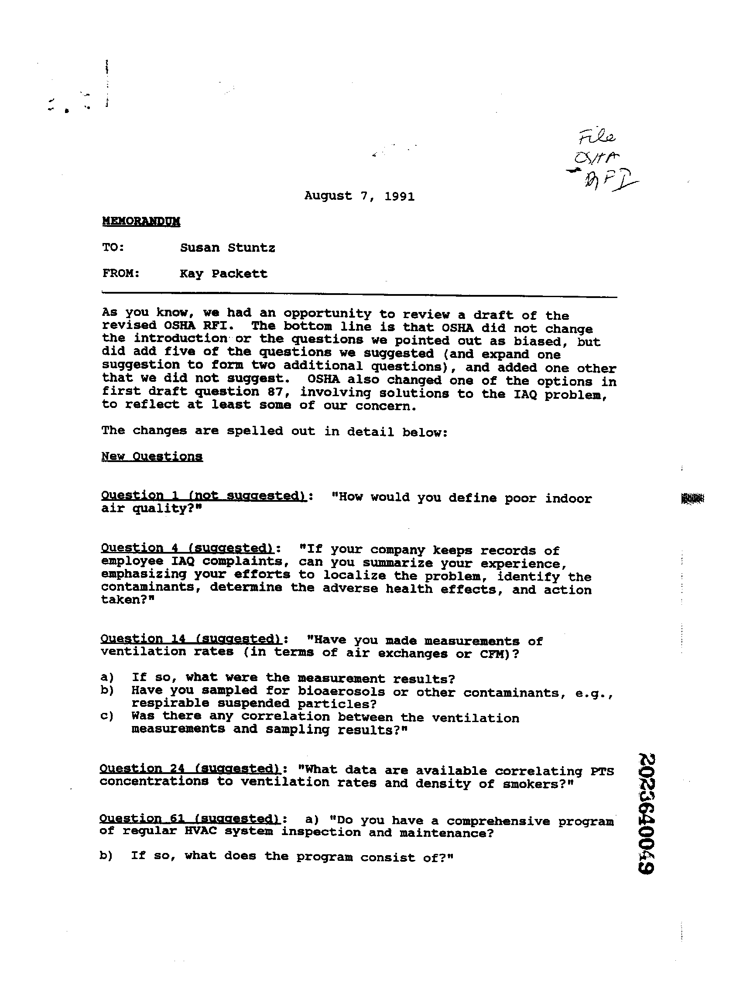 File
OSHA
- RFI
August 7, 1991
MEMORANDUM
TO: Susan Stuntz
FROM: Kay Packett
As you know, we had an opportunity to review a draft of the
revised OSHA RFI. The bottom line is that OSHA did not change
the introduction or the questions we pointed out as biased, but
did add five of the questions we suggested (and expand one
suggestion to form two additional questions), and added one other
that we did not suggest. OSHA also changed one of the options in
first draft question 87, involving solutions to the IAQ problem,
to reflect at least some of our concern.
The changes are spelled out in detail below:
New Questions
Question 1 (not suggested): "How would you define poor indoor
air quality?"
Question 4 (suggested): "If your company keeps records of
employee IAQ complaints, can you summarize your experience,
emphasizing your efforts to localize the problem, identify the
contaminants, determine the adverse health effects, and action
taken?"
Question 14 (suggested): "Have you made measurements of
ventilation rates (in terms of air exchanges or CFM)?
a) If so, what were the measurement results?
b) Have you sampled for bioaerosols or other contaminants, e.g.,
respirable suspended particles?
c) Was there any correlation between the ventilation
measurements and sampling results?"
Question 24 (suggested): "What data are available correlating PTS
concentrations to ventilation rates and density of smokers?"
Question 61 (suggested): a) "Do you have a comprehensive program
of regular HVAC system inspection and maintenance?
b) If so, what does the program consist of?"
2023640049